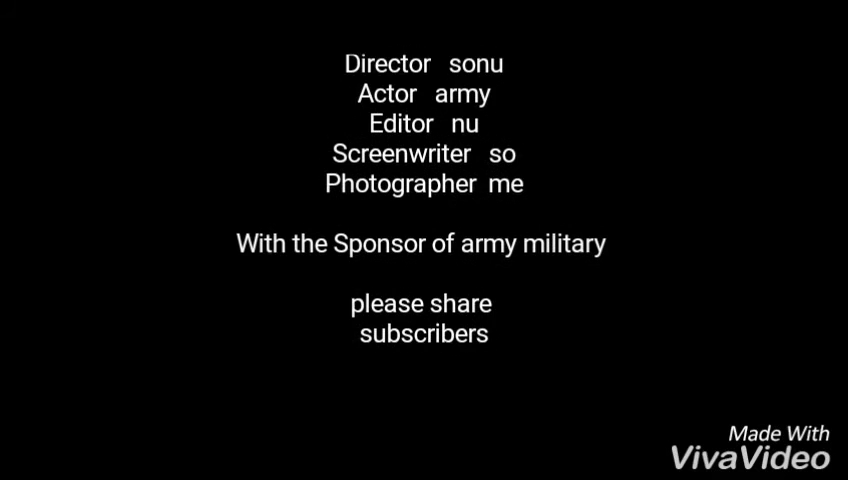 Director sonu
Actor army
Editor nu
Screenwriter so
Photographer me
With the Sponsor of army military
please share
subscribers
Made With
VivaVideo